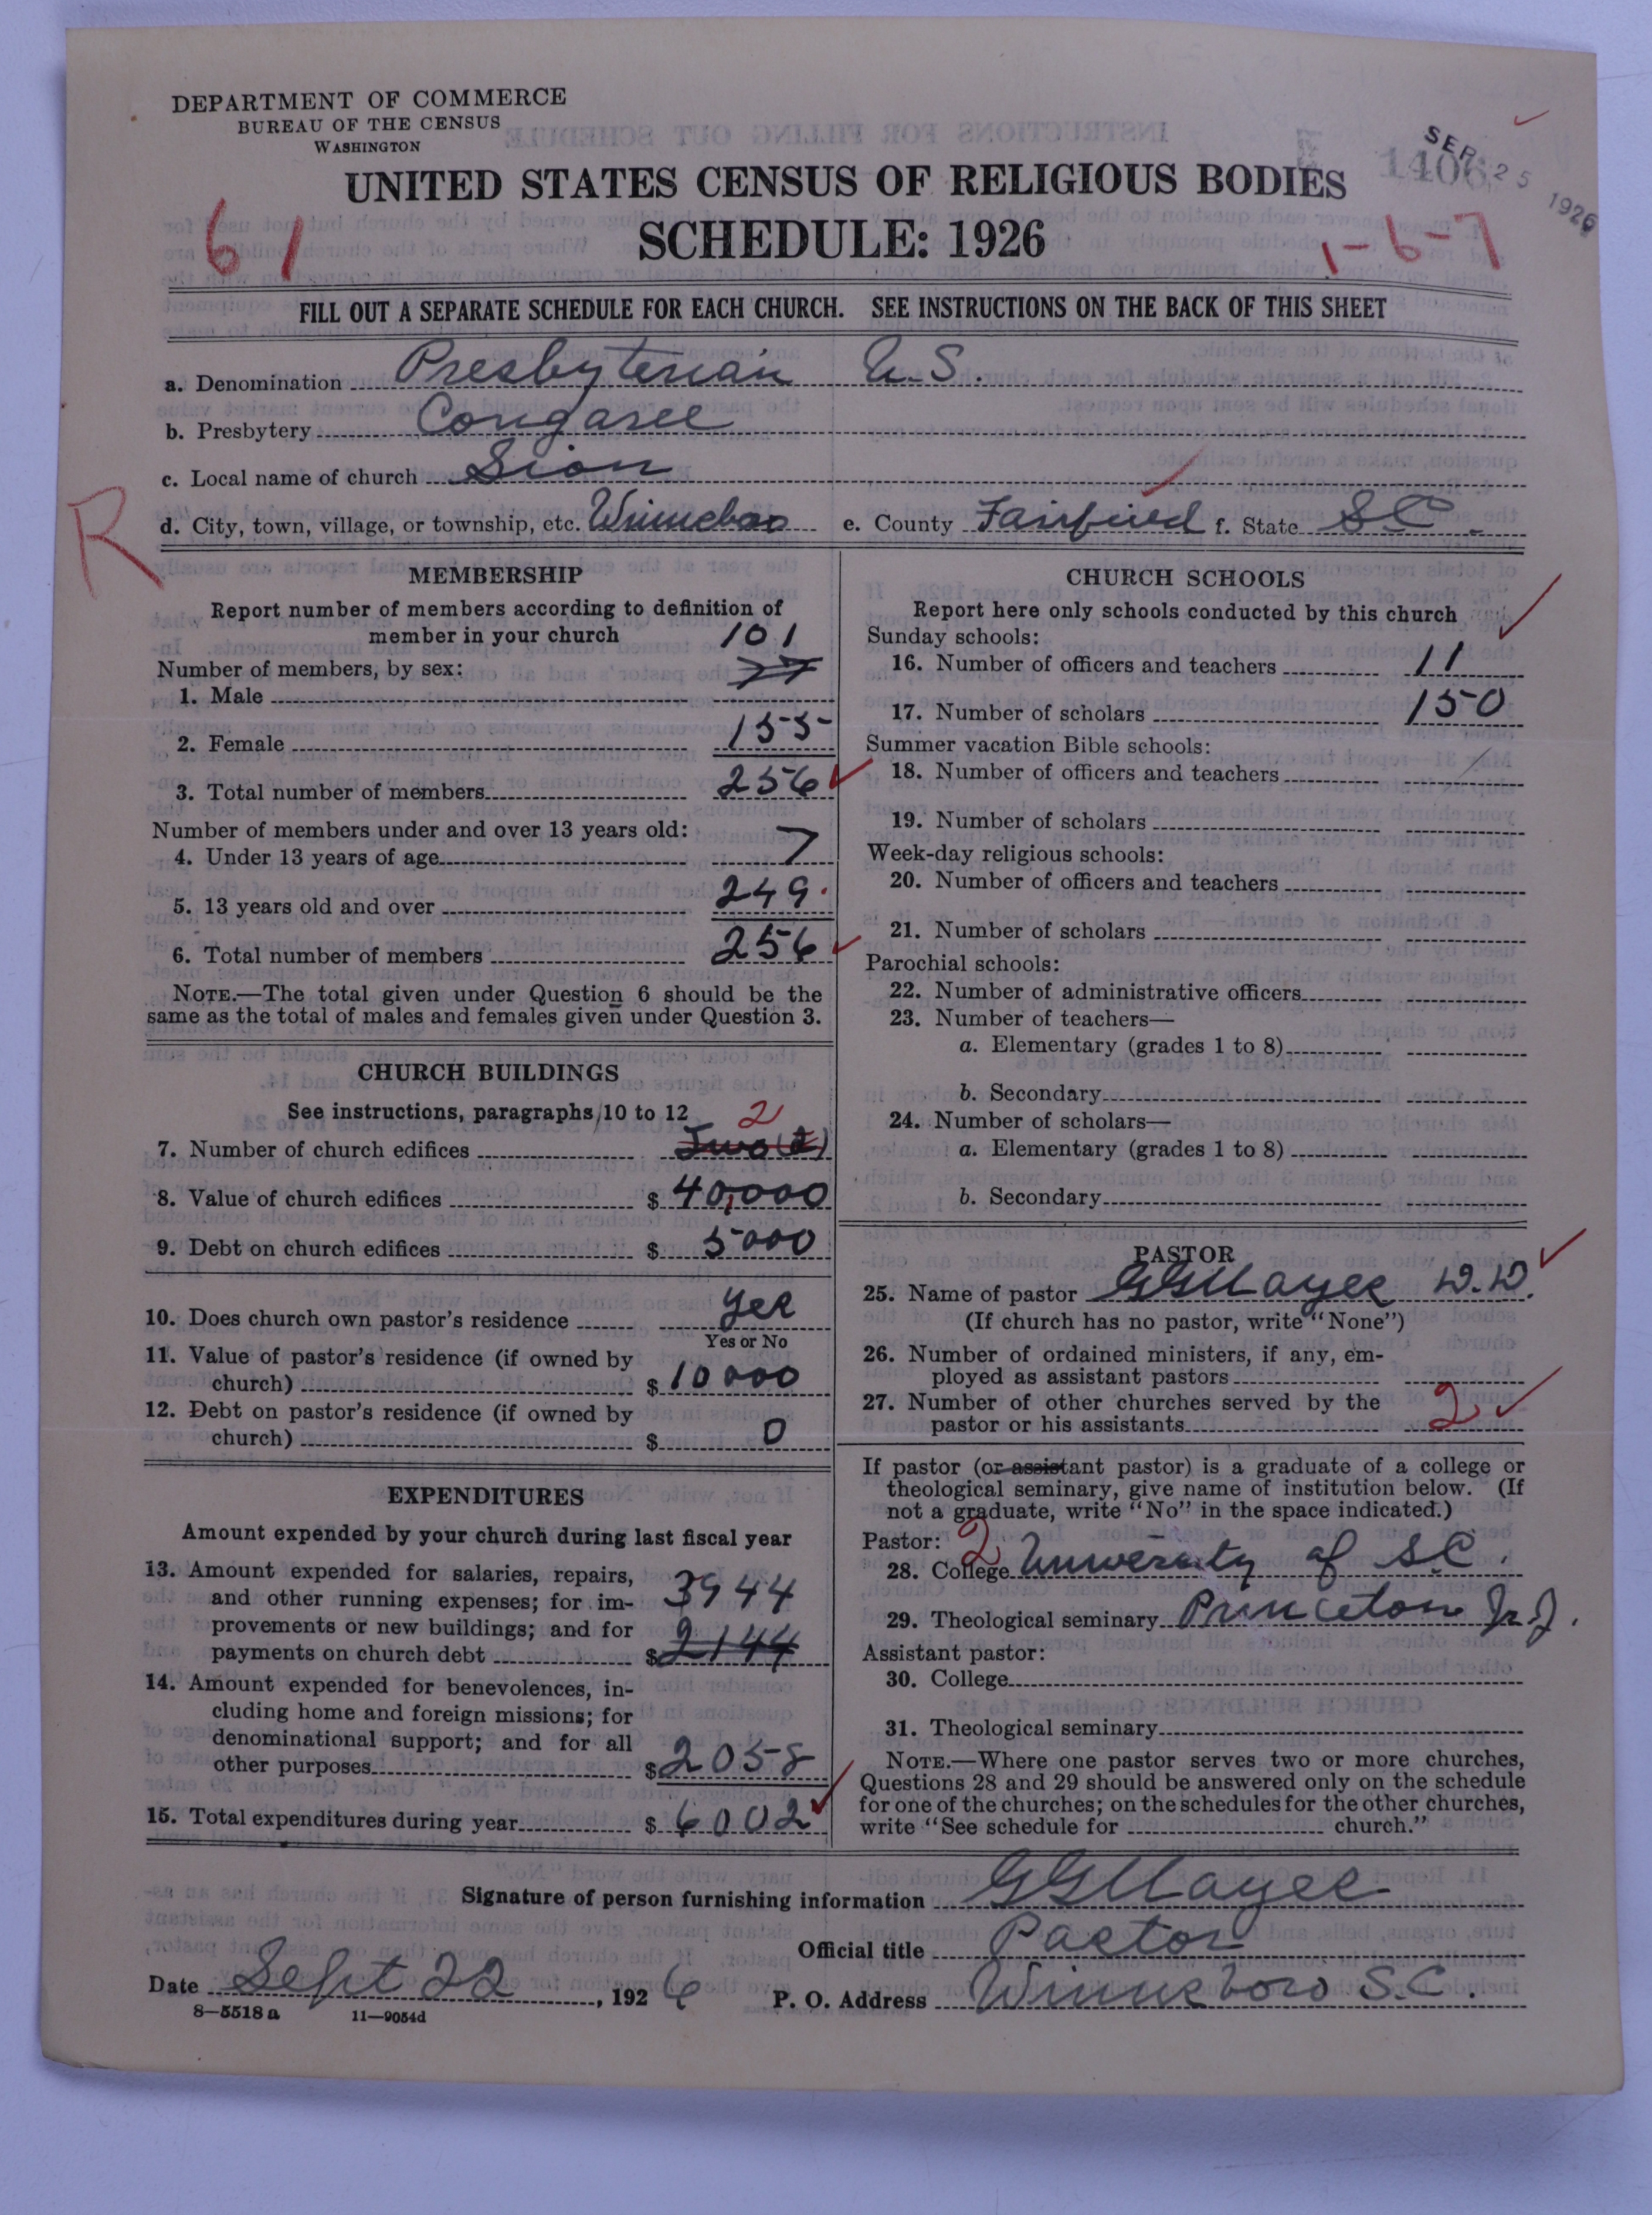 DEPARTMENT OF COMMERCE
BUREAU OF THE CENSUS
WASHINGTON
SEP 25 1926
1406
UNITED STATES CENSUS OF RELIGIOUS BODIES
SCHEDULE: 1926
61
1-6-7
FILL OUT A SEPARATE SCHEDULE FOR EACH CHURCH. SEE INSTRUCTIONS ON THE BACK OF THIS SHEET
a. Denomination Presbyterian U.S.
b. Presbytery Congaree
c. Local name of church Sion
R
d. City, town, village, or township, etc. Winnsboro e. County Fairfield f. State S.C.
MEMBERSHIP
Report number of members according to definition of
member in your church
101
Number of members, by sex:
77
1. Male
2. Female 155
3. Total number of members 256
Number of members under and over 13 years old:
4. Under 13 years of age 7
5. 13 years old and over 249.
6. Total number of members 256
NOTE.—The total given under Question 6 should be the
same as the total of males and females given under Question 3.
CHURCH BUILDINGS
See instructions, paragraphs 10 to 12
2
7. Number of church edifices Two (2)
8. Value of church edifices $ 40,000
9. Debt on church edifices $ 5000
10. Does church own pastor's residence yes
Yes or No
11. Value of pastor's residence (if owned by
church) $ 10000
12. Debt on pastor's residence (if owned by
church) $ 0
EXPENDITURES
Amount expended by your church during last fiscal year
13. Amount expended for salaries, repairs,
and other running expenses; for im- 3944
provements or new buildings; and for
payments on church debt $ 2144
14. Amount expended for benevolences, in-
cluding home and foreign missions; for
denominational support; and for all
other purposes $ 2058
15. Total expenditures during year $ 6002
CHURCH SCHOOLS
Report here only schools conducted by this church
Sunday schools:
16. Number of officers and teachers 11
17. Number of scholars 150
Summer vacation Bible schools:
18. Number of officers and teachers
19. Number of scholars
Week-day religious schools:
20. Number of officers and teachers
21. Number of scholars
Parochial schools:
22. Number of administrative officers
23. Number of teachers—
a. Elementary (grades 1 to 8)
b. Secondary
24. Number of scholars—
a. Elementary (grades 1 to 8)
b. Secondary
PASTOR
25. Name of pastor GG Mayes D.D.
(If church has no pastor, write "None")
26. Number of ordained ministers, if any, em-
ployed as assistant pastors
27. Number of other churches served by the
pastor or his assistants 2
If pastor (or assistant pastor) is a graduate of a college or
theological seminary, give name of institution below. (If
not a graduate, write "No" in the space indicated.)
Pastor: 2
28. College University of S.C.
29. Theological seminary Princeton N.J.
Assistant pastor:
30. College
31. Theological seminary
NOTE.—Where one pastor serves two or more churches,
Questions 28 and 29 should be answered only on the schedule
for one of the churches; on the schedules for the other churches,
write "See schedule for church."
Signature of person furnishing information GG Mayes
Official title Pastor
Date Sept 22, 1926 P. O. Address Winnsboro S.C.
8—5518 a 11—9054d